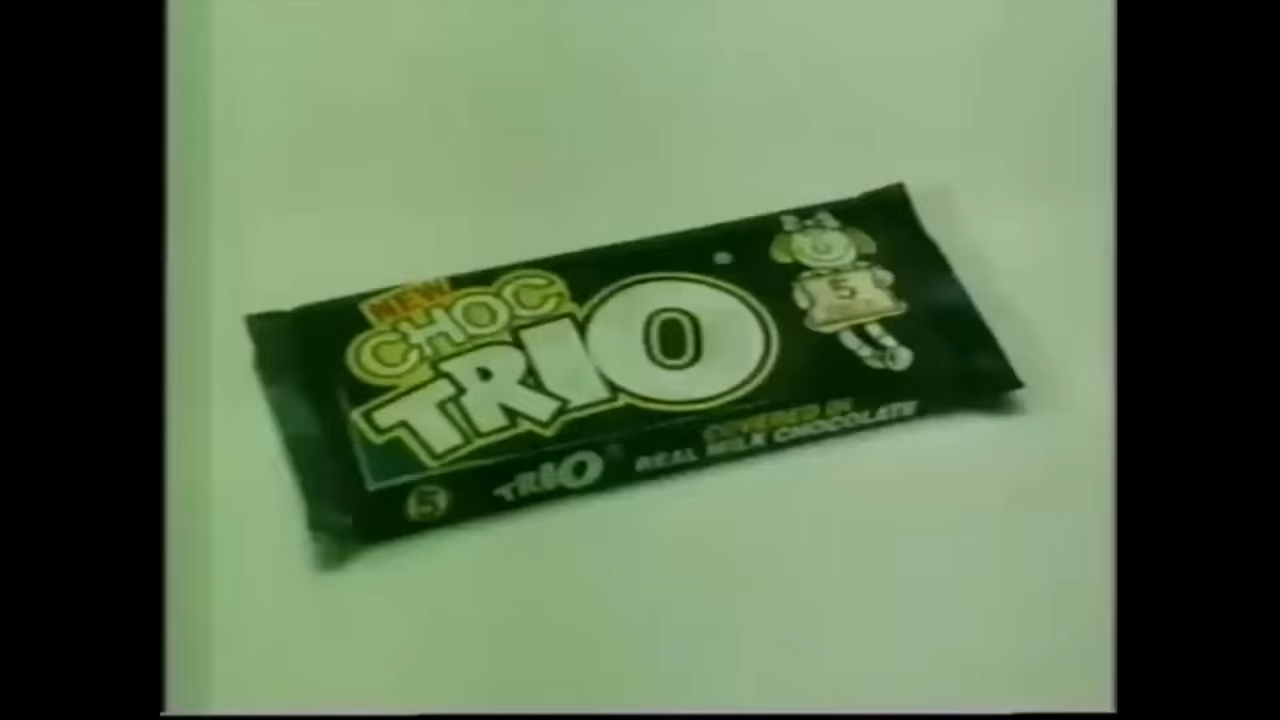 NEW
CHOC
TRIO
5
5
TRIO
REAL
COVERED IN
MILK CHOCOLATE